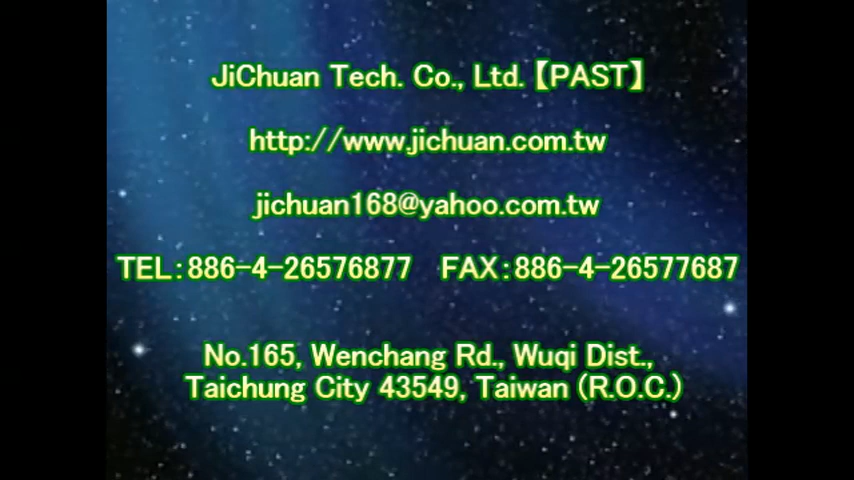 JiChuan Tech. Co., Ltd.【PAST】
http://www.jichuan.com.tw
jichuan168@yahoo.com.tw
TEL:886-4-26576877  FAX:886-4-26577687
No.165, Wenchang Rd., Wuqi Dist.,
Taichung City 43549, Taiwan (R.O.C.)